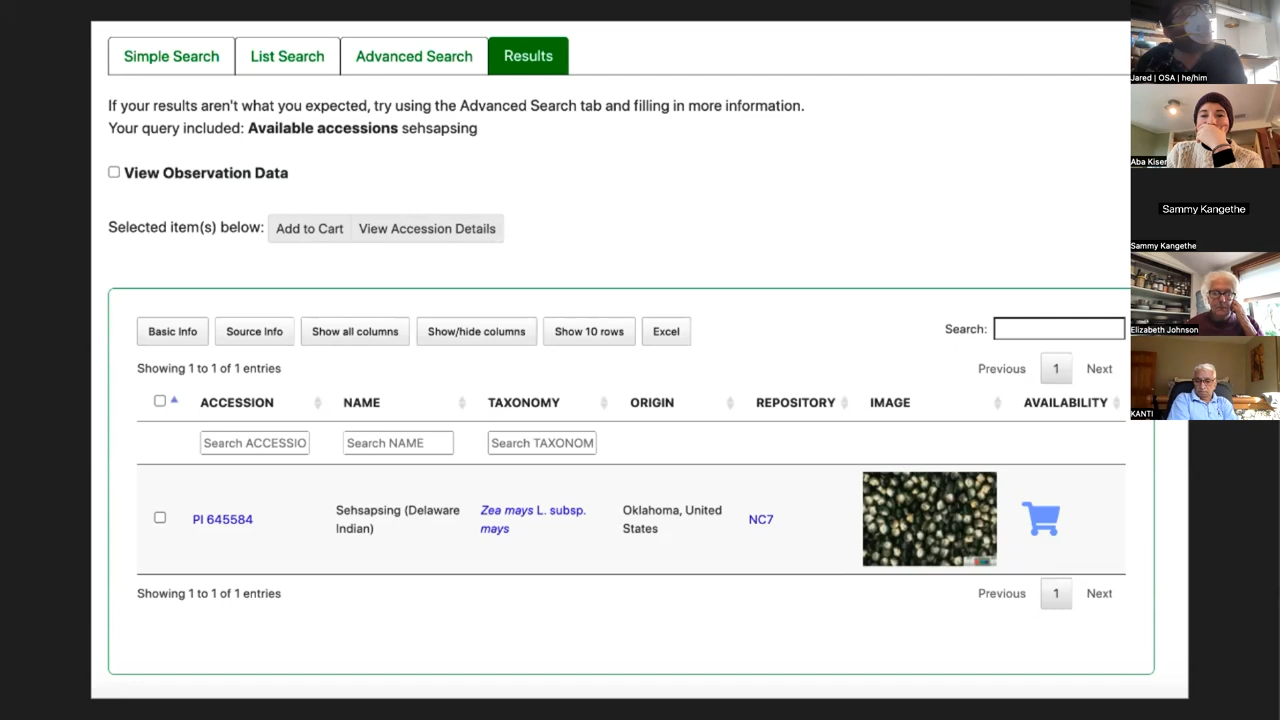 Simple Search
List Search
Advanced Search
Results
If your results aren't what you expected, try using the Advanced Search tab and filling in more information.
Your query included: Available accessions sehsapsing
View Observation Data
Selected item(s) below: Add to Cart View Accession Details
Basic Info
Source Info
Show all columns
Show/hide columns
Show 10 rows
Excel
Search:
Showing 1 to 1 of 1 entries
Previous 1 Next
ACCESSION NAME TAXONOMY ORIGIN REPOSITORY IMAGE AVAILABILITY
Search ACCESSIO Search NAME Search TAXONOM
PI 645584
Sehsapsing (Delaware
Indian)
Zea mays L. subsp.
mays
Oklahoma, United
States
NC7
Showing 1 to 1 of 1 entries
Previous 1 Next
Jared | OSA | he/him
Aba Kiser
Sammy Kangethe
Sammy Kangethe
Elizabeth Johnson
KANTI